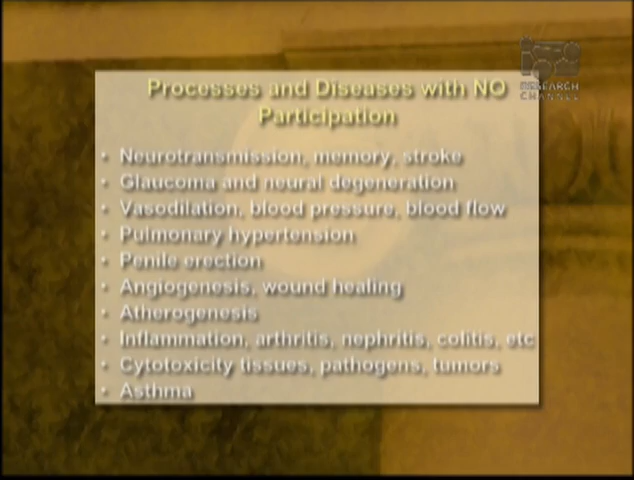 Processes and Diseases with NO
Participation
RESEARCH
CHANNEL
• Neurotransmission, memory, stroke
• Glaucoma and neural degeneration
• Vasodilation, blood pressure, blood flow
• Pulmonary hypertension
• Penile erection
• Angiogenesis, wound healing
• Atherogenesis
• Inflammation, arthritis, nephritis, colitis, etc
• Cytotoxicity tissues, pathogens, tumors
• Asthma